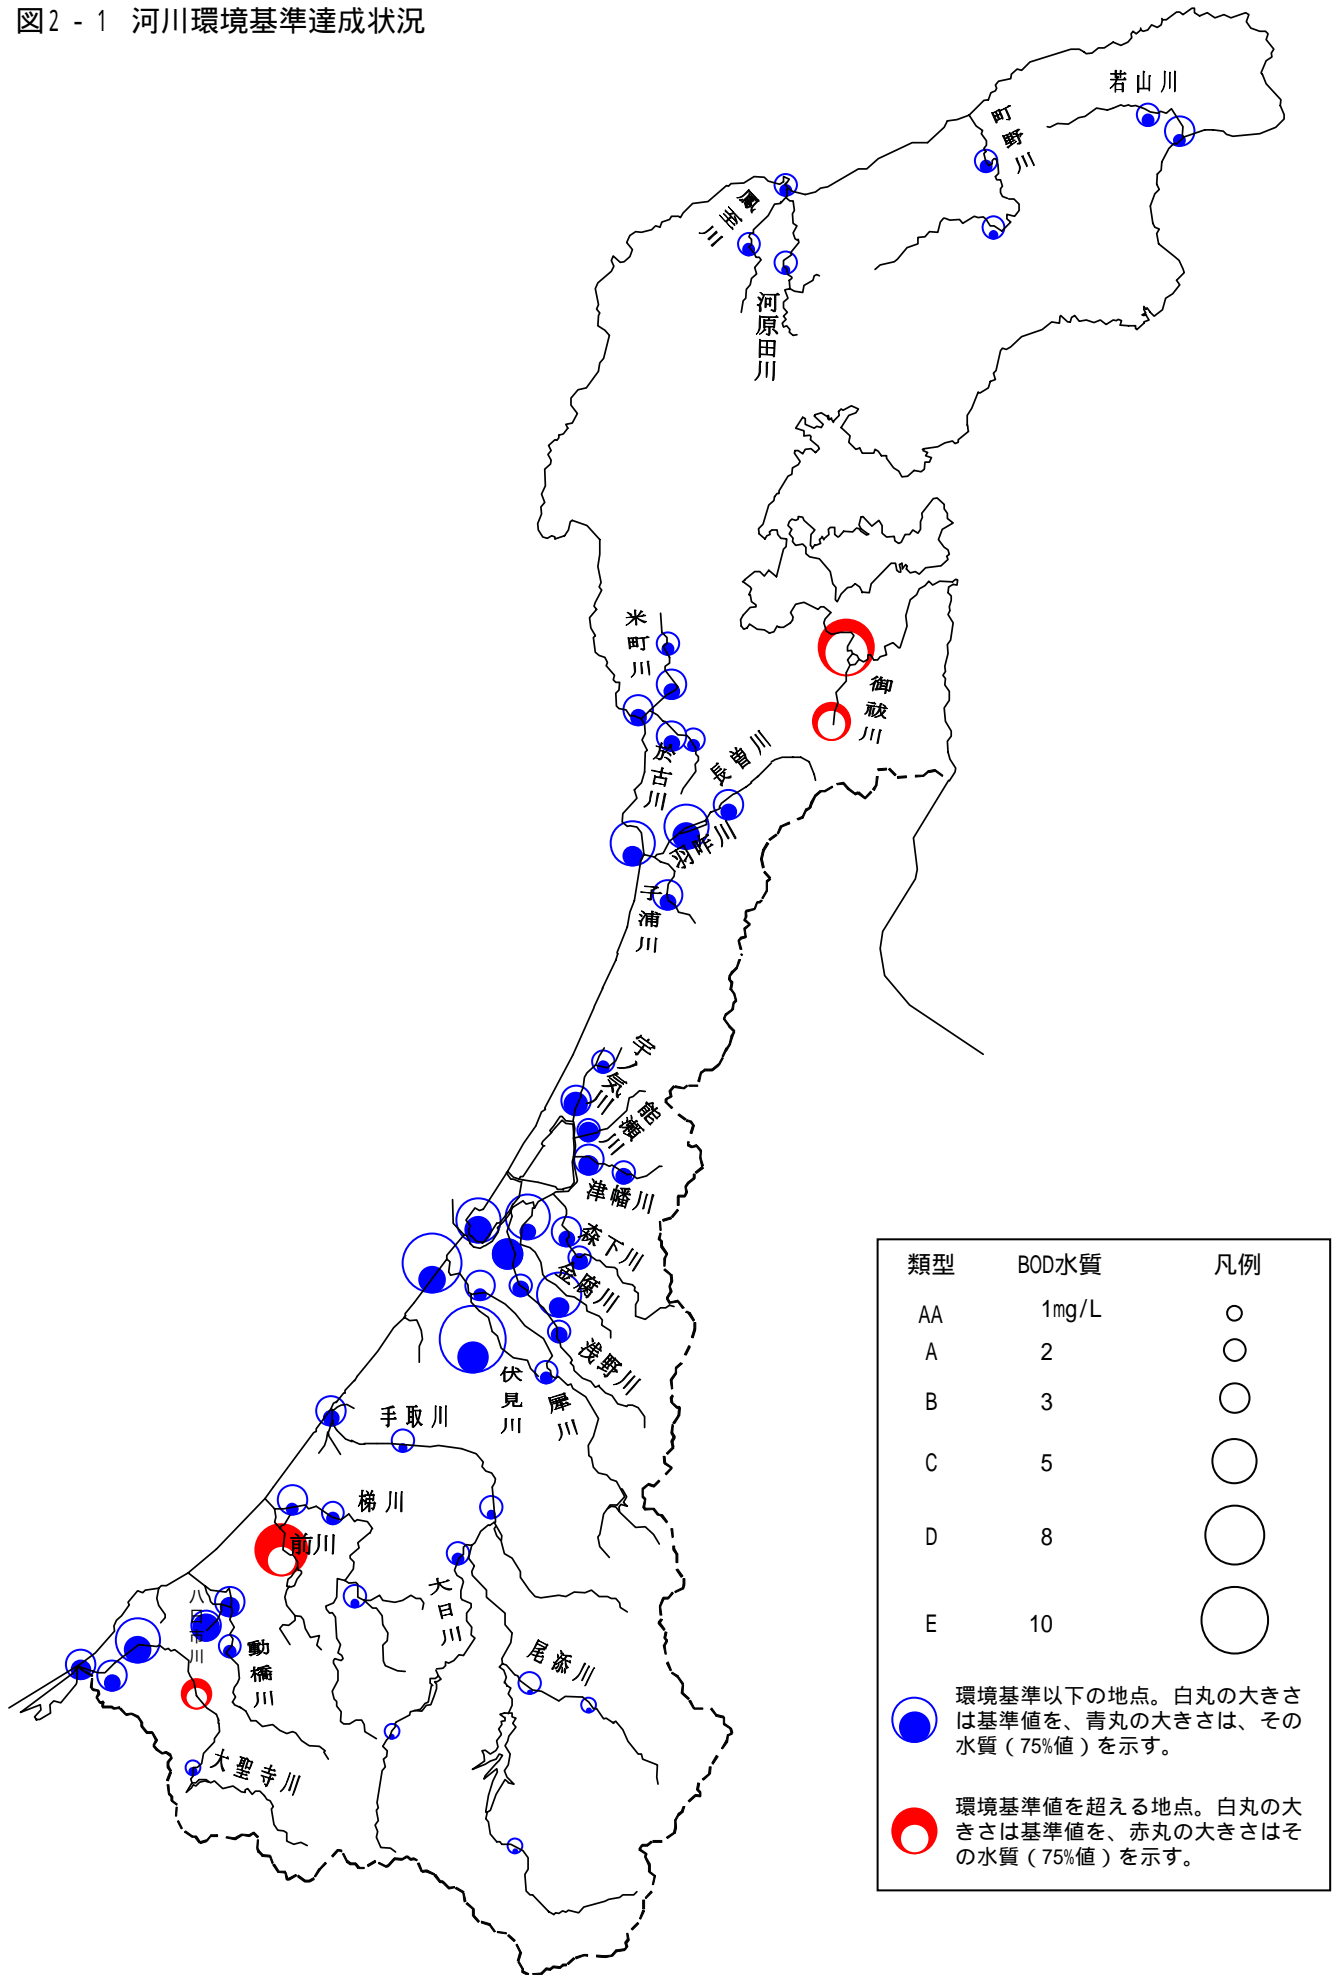 図2-1 河川環境基準達成状況
若山川
町野川
鳳至川
河原田川
米町川
御祓川
於古川
長曽川
羽咋川
子浦川
宇ノ気川
能瀬川
津幡川
森下川
金腐川
浅野川
犀川
伏見川
手取川
梯川
前川
八日市川
動橋川
大日川
尾添川
大聖寺川
類型 BOD水質 凡例
AA 1mg/L
A 2
B 3
C 5
D 8
E 10
環境基準以下の地点。白丸の大きさ
は基準値を、青丸の大きさは、その
水質(75%値)を示す。
環境基準値を超える地点。白丸の大
きさは基準値を、赤丸の大きさはそ
の水質(75%値)を示す。